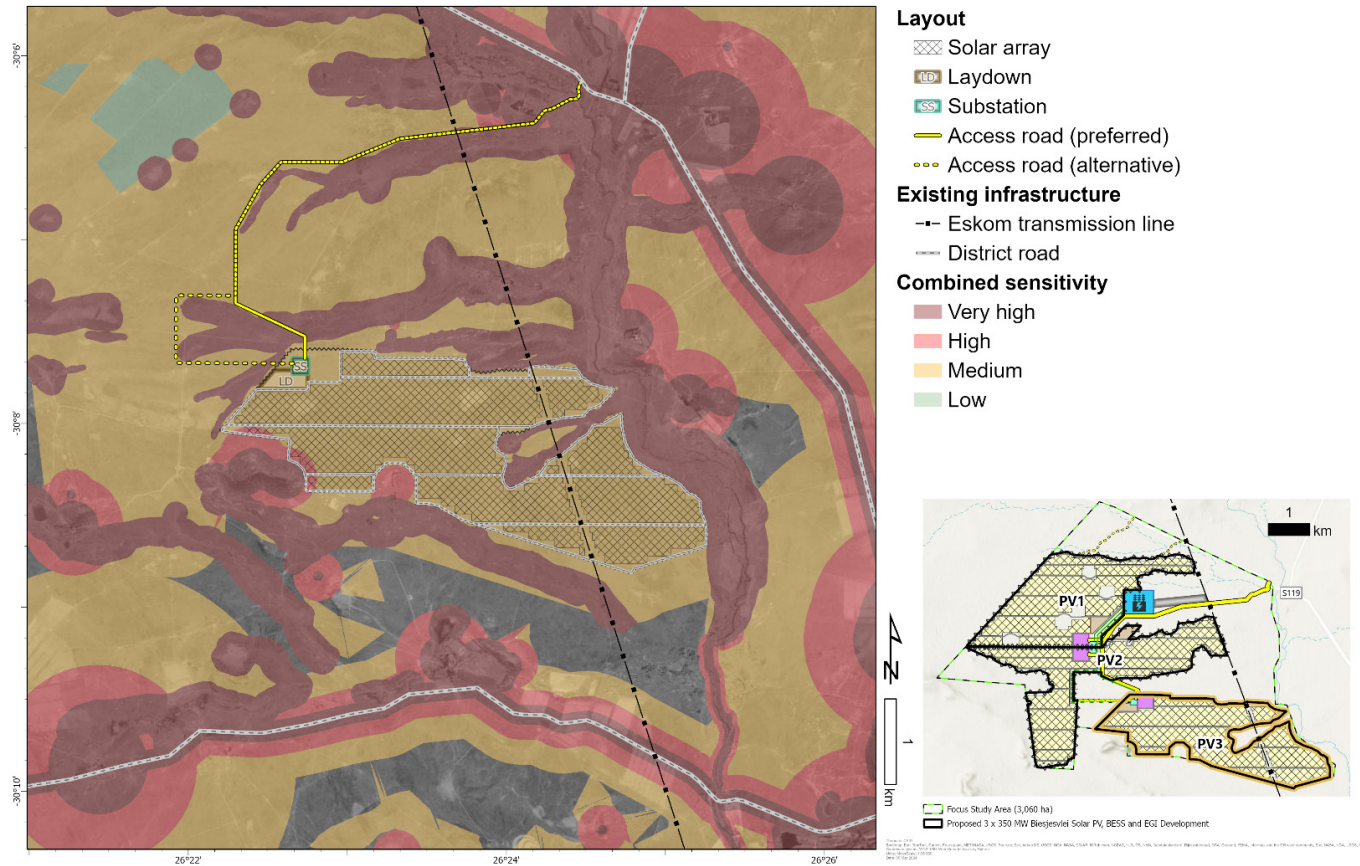 -30°6'
-30°8'
-30°10'
26°22'
26°24'
26°26'
SS
LD
N
1
km
Layout
Solar array
LD Laydown
SS Substation
Access road (preferred)
Access road (alternative)
Existing infrastructure
Eskom transmission line
District road
Combined sensitivity
Very high
High
Medium
Low
1
km
S119
PV1
PV2
PV3
Focus Study Area (3,060 ha)
Proposed 3 x 350 MW Biesjesvlei Solar PV, BESS and EGI Development